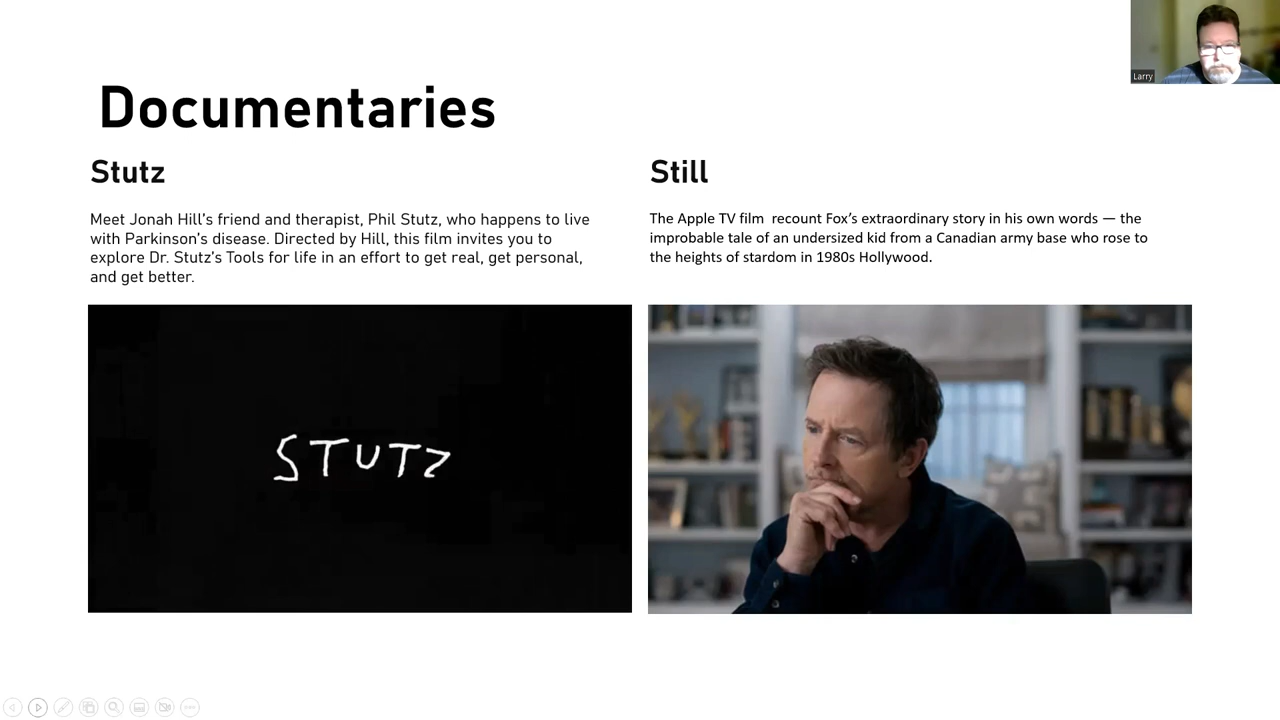 Larry
Documentaries
Stutz
Meet Jonah Hill's friend and therapist, Phil Stutz, who happens to live
with Parkinson's disease. Directed by Hill, this film invites you to
explore Dr. Stutz's Tools for life in an effort to get real, get personal,
and get better.
STUTZ
Still
The Apple TV film  recount Fox's extraordinary story in his own words — the
improbable tale of an undersized kid from a Canadian army base who rose to
the heights of stardom in 1980s Hollywood.